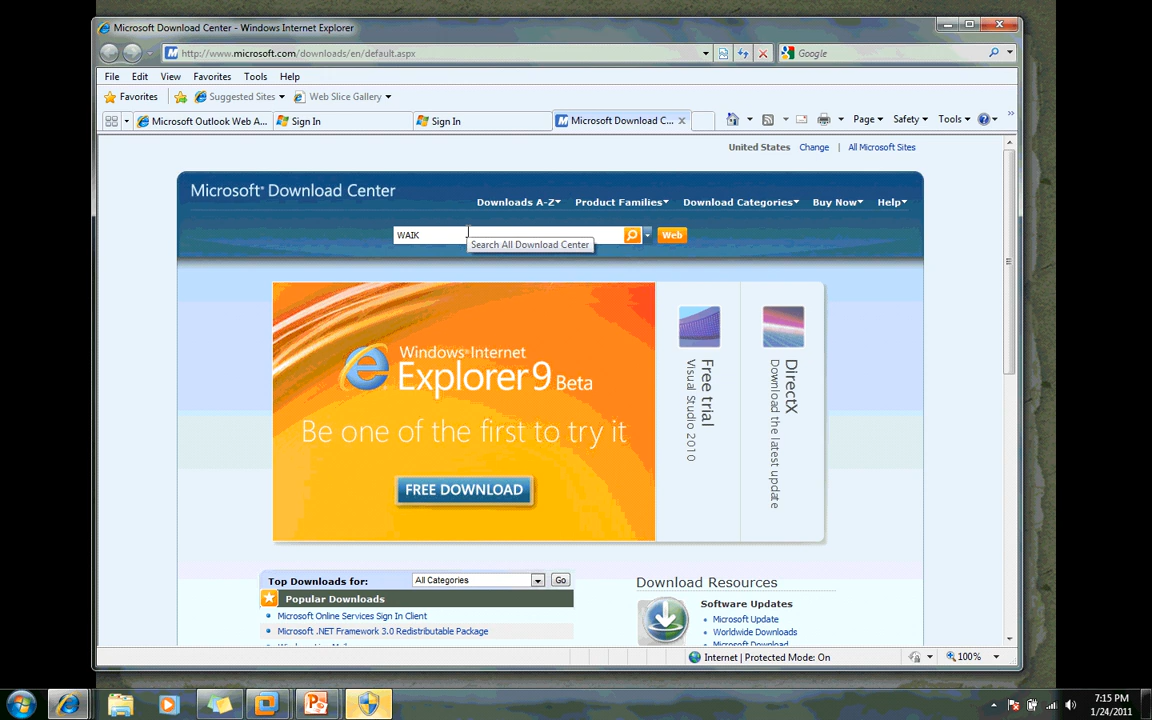 Microsoft Download Center - Windows Internet Explorer
http://www.microsoft.com/downloads/en/default.aspx
Google
File Edit View Favorites Tools Help
Favorites Suggested Sites Web Slice Gallery
Microsoft Outlook Web A... Sign In Sign In Microsoft Download C... Page Safety Tools
United States Change | All Microsoft Sites
Microsoft® Download Center
Downloads A-Z Product Families Download Categories Buy Now Help
WAIK Web
Search All Download Center
Windows® Internet
Explorer 9 Beta
Be one of the first to try it
FREE DOWNLOAD
Free trial
Visual Studio 2010
DirectX
Download the latest update
Top Downloads for: All Categories Go
Popular Downloads
Microsoft Online Services Sign In Client
Microsoft .NET Framework 3.0 Redistributable Package
Download Resources
Software Updates
Microsoft Update
Worldwide Downloads
Microsoft Download
Internet | Protected Mode: On 100%
7:15 PM
1/24/2011